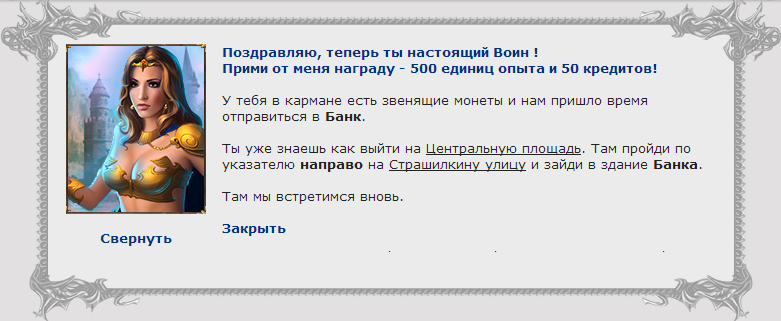 Поздравляю, теперь ты настоящий Воин !
Прими от меня награду - 500 единиц опыта и 50 кредитов!
У тебя в кармане есть звенящие монеты и нам пришло время
отправиться в Банк.
Ты уже знаешь как выйти на Центральную площадь. Там пройди по
указателю направо на Страшилкину улицу и зайди в здание Банка.
Там мы встретимся вновь.
Закрыть
Свернуть